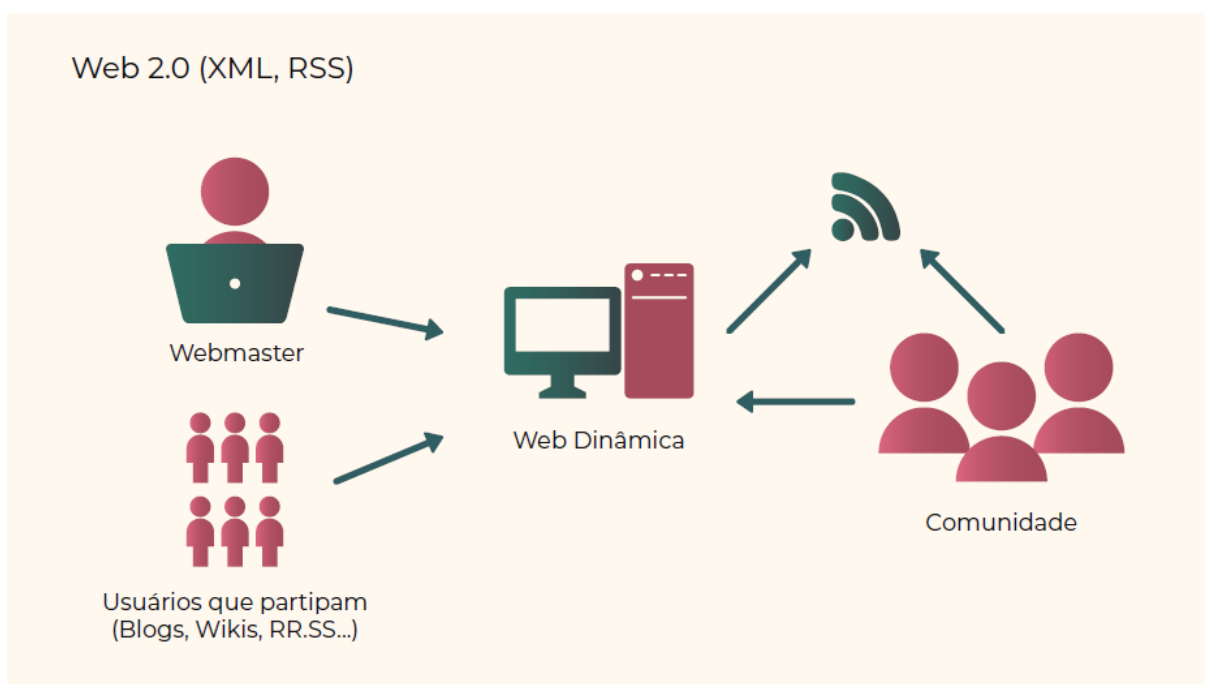 Web 2.0 (XML, RSS)
Webmaster
Web Dinâmica
Comunidade
Usuários que partipam
(Blogs, Wikis, RR.SS...)